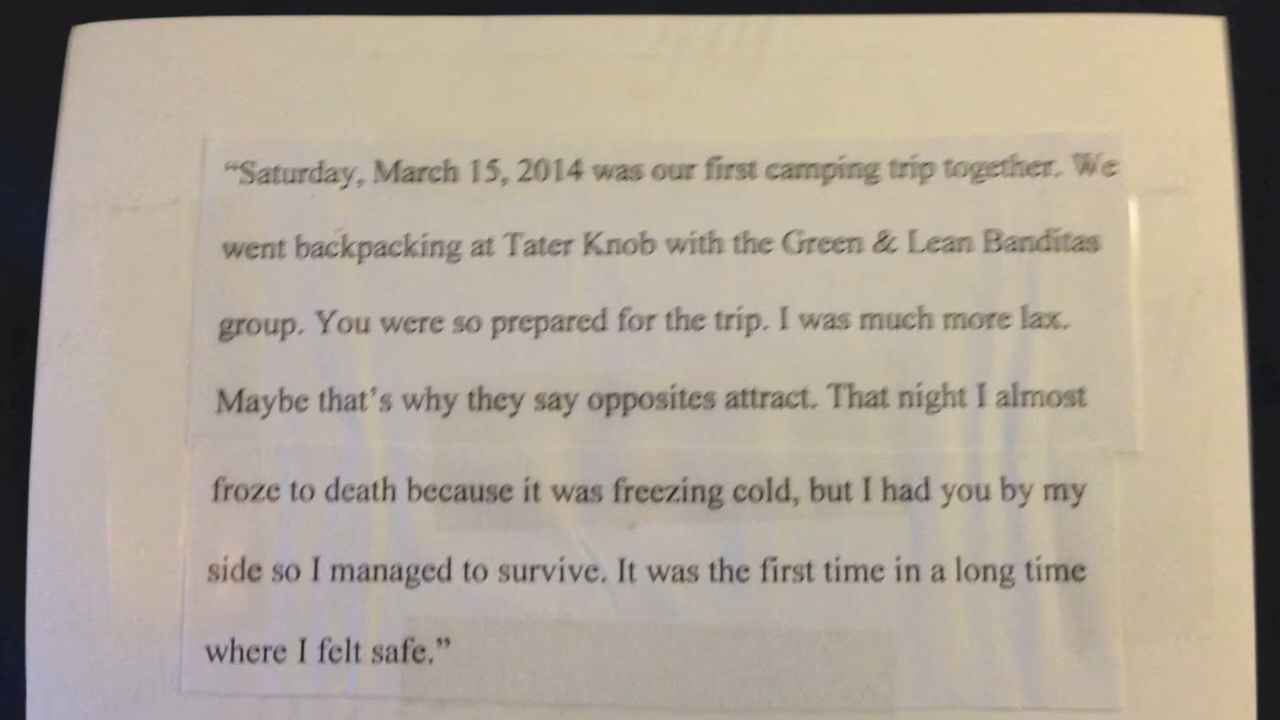 “Saturday, March 15, 2014 was our first camping trip together. We
went backpacking at Tater Knob with the Green & Lean Banditas
group. You were so prepared for the trip. I was much more lax.
Maybe that’s why they say opposites attract. That night I almost
froze to death because it was freezing cold, but I had you by my
side so I managed to survive. It was the first time in a long time
where I felt safe.”